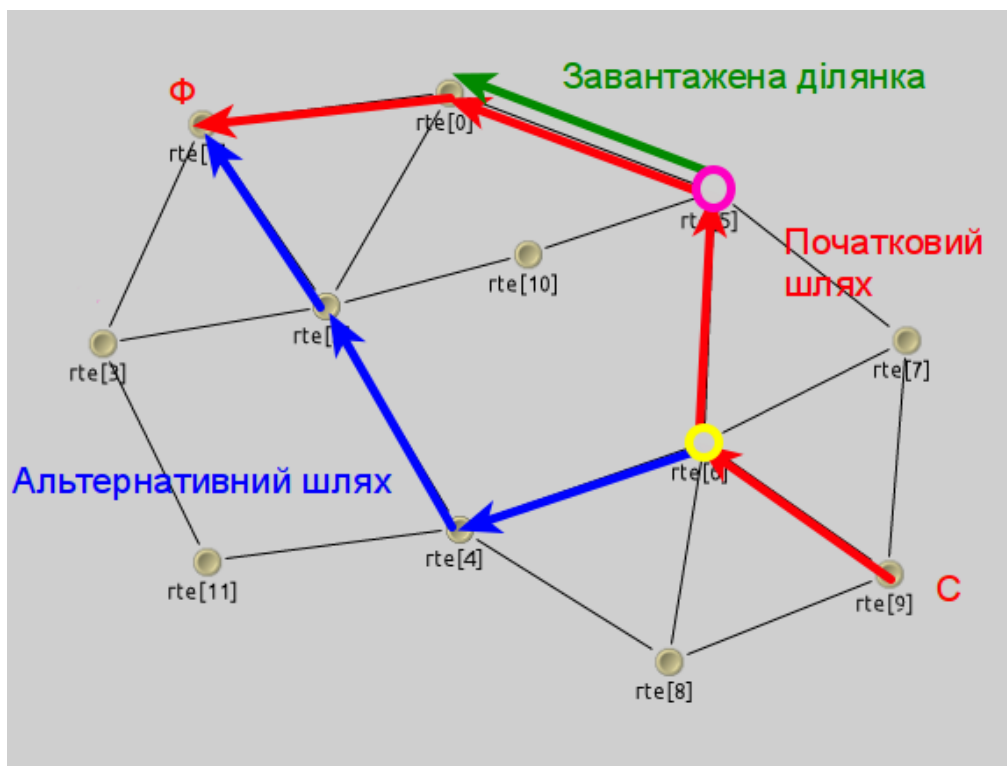 Завантажена ділянка
Ф
rte[0]
Початковий
шлях
rte[10]
rte[3]
rte[7]
Альтернативний шлях
rte[4]
rte[11]
rte[9]
С
rte[8]